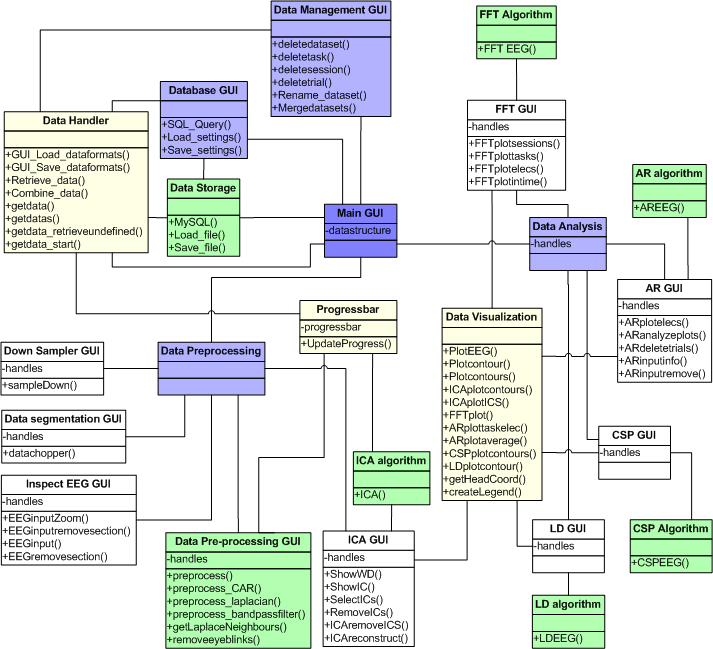 Data Management GUI
+deletedataset()
+deletetask()
+deletesession()
+deletetrial()
+Rename_dataset()
+Mergedatasets()
FFT Algorithm
+FFT EEG()
Database GUI
+SQL_Query()
+Load_settings()
+Save_settings()
Data Handler
+GUI_Load_dataformats()
+GUI_Save_dataformats()
+Retrieve_data()
+Combine_data()
+getdata()
+getdatas()
+getdata_retrieveundefined()
+getdata_start()
FFT GUI
-handles
+FFTplotsessions()
+FFTplottasks()
+FFTplotelecs()
+FFTplotintime()
AR algorithm
+AREEG()
Data Storage
+MySQL()
+Load_file()
+Save_file()
Main GUI
-datastructure
Data Analysis
-handles
AR GUI
-handles
+ARplotelecs()
+ARanalyzeplots()
+ARdeletetrials()
+ARinputinfo()
+ARinputremove()
Progressbar
-progressbar
+UpdateProgress()
Data Visualization
+PlotEEG()
+Plotcontour()
+Plotcontours()
+ICAplotcontours()
+ICAplotICS()
+FFTplot()
+ARplottaskelec()
+ARplotaverage()
+CSPplotcontours()
+LDplotcontour()
+getHeadCoord()
+createLegend()
Down Sampler GUI
-handles
+sampleDown()
Data Preprocessing
Data segmentation GUI
-handles
+datachopper()
CSP GUI
-handles
ICA algorithm
+ICA()
Inspect EEG GUI
-handles
+EEGinputZoom()
+EEGinputremovesection()
+EEGinput()
+EEGremovesection()
Data Pre-processing GUI
-handles
+preprocess()
+preprocess_CAR()
+preprocess_laplacian()
+preprocess_bandpassfilter()
+getLaplaceNeighbours()
+removeeyeblinks()
ICA GUI
-handles
+ShowWD()
+ShowIC()
+SelectICs()
+RemoveICs()
+ICAremoveICS()
+ICAreconstruct()
LD GUI
-handles
CSP Algorithm
+CSPEEG()
LD algorithm
+LDEEG()